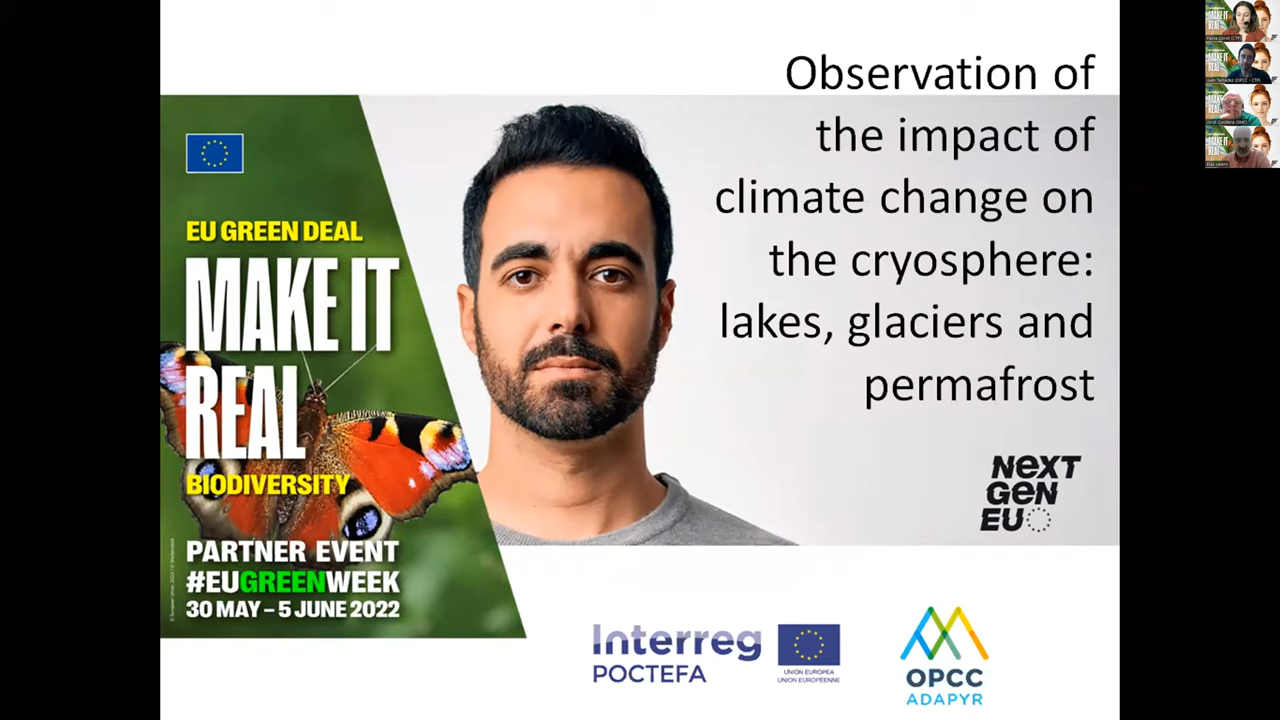 Observation of
the impact of
climate change on
the cryosphere:
lakes, glaciers and
permafrost
EU GREEN DEAL
MAKE IT
REAL
BIODIVERSITY
PARTNER EVENT
#EUGREENWEEK
30 MAY – 5 JUNE 2022
NEXT
GEN
EU
Interreg
POCTEFA
UNIÓN EUROPEA
UNION EUROPÉENNE
OPCC
ADAPYR